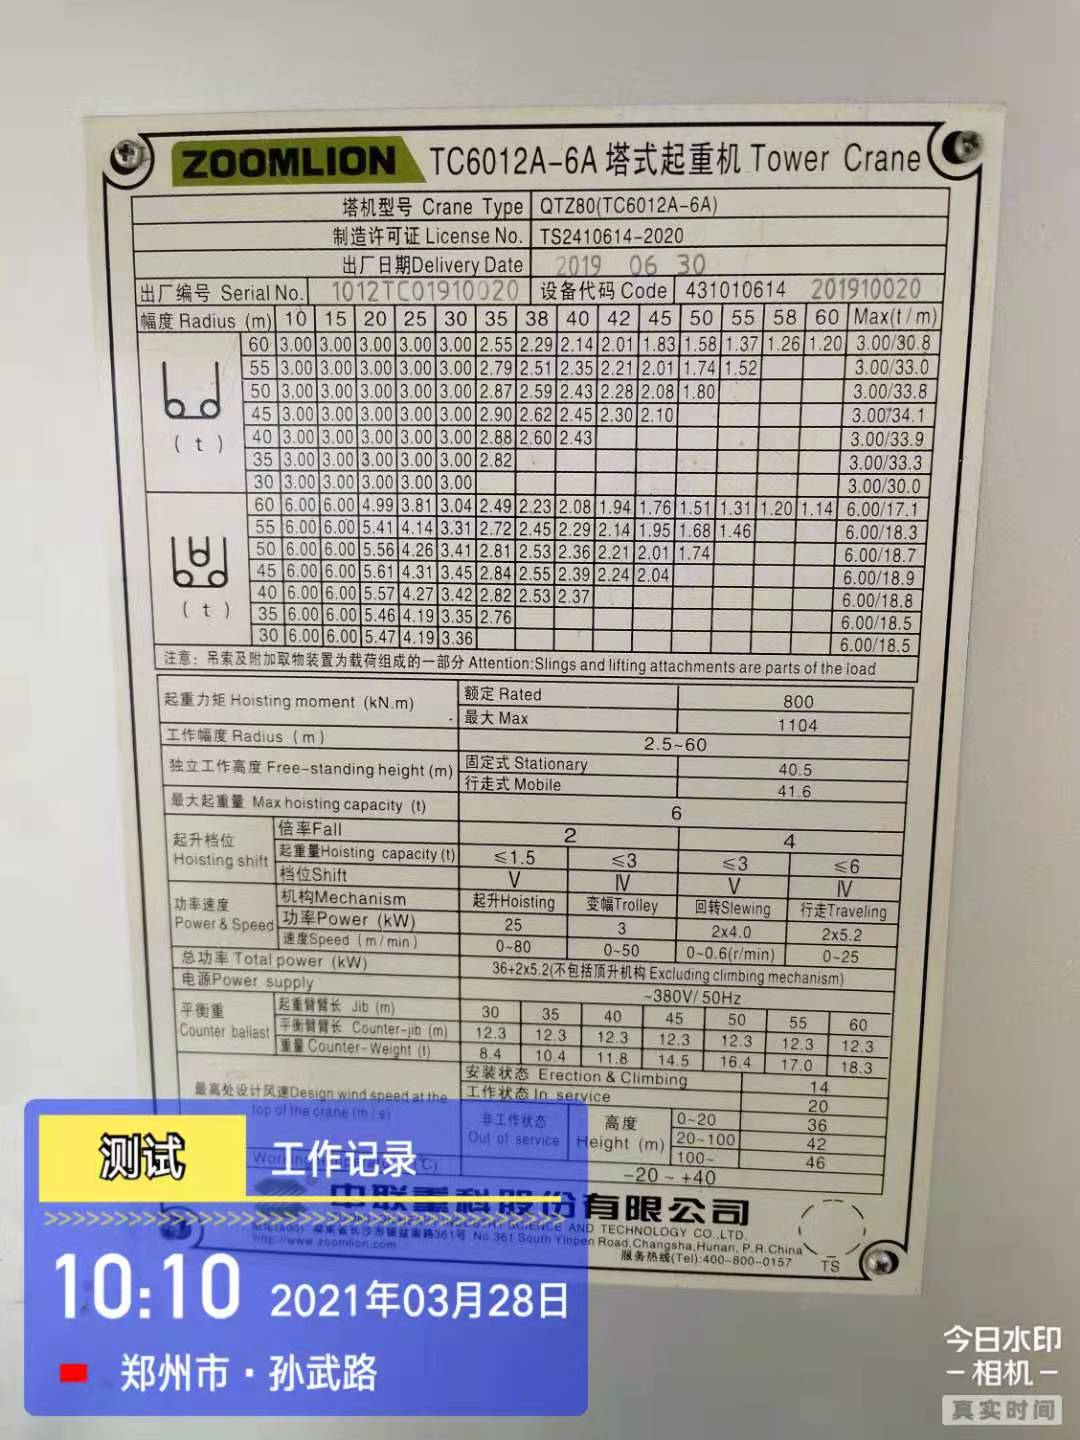 ZOOMLION TC6012A-6A 塔式起重机 Tower Crane
塔机型号 Crane Type QTZ80(TC6012A-6A)
制造许可证 License No. TS2410614-2020
出厂日期Delivery Date 2019 06 30
出厂编号 Serial No. 1012TC01910020 设备代码 Code 431010614 201910020
幅度 Radius (m) 10 15 20 25 30 35 38 40 42 45 50 55 58 60 Max(t/m)
60 3.00 3.00 3.00 3.00 3.00 2.55 2.29 2.14 2.01 1.83 1.58 1.37 1.26 1.20 3.00/30.8
55 3.00 3.00 3.00 3.00 3.00 2.79 2.51 2.35 2.21 2.01 1.74 1.52 3.00/33.0
50 3.00 3.00 3.00 3.00 3.00 2.87 2.59 2.43 2.28 2.08 1.80 3.00/33.8
45 3.00 3.00 3.00 3.00 3.00 2.90 2.62 2.45 2.30 2.10 3.00/34.1
(t) 40 3.00 3.00 3.00 3.00 3.00 2.88 2.60 2.43 3.00/33.9
35 3.00 3.00 3.00 3.00 3.00 2.82 3.00/33.3
30 3.00 3.00 3.00 3.00 3.00 3.00/30.0
60 6.00 6.00 4.99 3.81 3.04 2.49 2.23 2.08 1.94 1.76 1.51 1.31 1.20 1.14 6.00/17.1
55 6.00 6.00 5.41 4.14 3.31 2.72 2.45 2.29 2.14 1.95 1.68 1.46 6.00/18.3
50 6.00 6.00 5.56 4.26 3.41 2.81 2.53 2.36 2.21 2.01 1.74 6.00/18.7
45 6.00 6.00 5.61 4.31 3.45 2.84 2.55 2.39 2.24 2.04 6.00/18.9
40 6.00 6.00 5.57 4.27 3.42 2.82 2.53 2.37 6.00/18.8
(t) 35 6.00 6.00 5.46 4.19 3.35 2.76 6.00/18.5
30 6.00 6.00 5.47 4.19 3.36 6.00/18.5
注意: 吊索及附加取物装置为载荷组成的一部分 Attention:Slings and lifting attachments are parts of the load
起重力矩 Hoisting moment (kN.m) 额定 Rated 800
最大 Max 1104
工作幅度 Radius (m) 2.5~60
独立工作高度 Free-standing height (m) 固定式 Stationary 40.5
行走式 Mobile 41.6
最大起重量 Max hoisting capacity (t) 6
起升档位 Hoisting shift 倍率Fall 2 4
起重量Hoisting capacity (t) ≤1.5 ≤3 ≤3 ≤6
档位Shift Ⅴ Ⅳ Ⅴ Ⅳ
功率速度 Power & Speed 机构Mechanism 起升Hoisting 变幅Trolley 回转Slewing 行走Traveling
功率Power (kW) 25 3 2x4.0 2x5.2
速度Speed (m/min) 0~80 0~50 0~0.6(r/min) 0~25
总功率 Total power (kW) 36+2x5.2(不包括顶升机构 Excluding climbing mechanism)
电源Power supply ~380V/50Hz
平衡重 Counter ballast 起重臂臂长 Jib (m) 30 35 40 45 50 55 60
平衡臂臂长 Counter-jib (m) 12.3 12.3 12.3 12.3 12.3 12.3 12.3
重量 Counter-Weight (t) 8.4 10.4 11.8 14.5 16.4 17.0 18.3
最高处设计风速Design wind speed at the top of the crane (m/s) 安装状态 Erection & Climbing 14
工作状态 In service 20
非工作状态 Out of service 高度 Height (m) 0~20 36
20~100 42
100~ 46
Working -20 ~ +40
中联重科股份有限公司
SCIENCE AND TECHNOLOGY CO.,LTD.
361号 No.361 South Yinpen Road,Changsha,Hunan, P.R.China
http://www.zoomlion.com 服务热线(Tel):400-800-0157 TS
测试 工作记录
10:10 2021年03月28日
郑州市·孙武路
今日水印
-相机-
真实时间